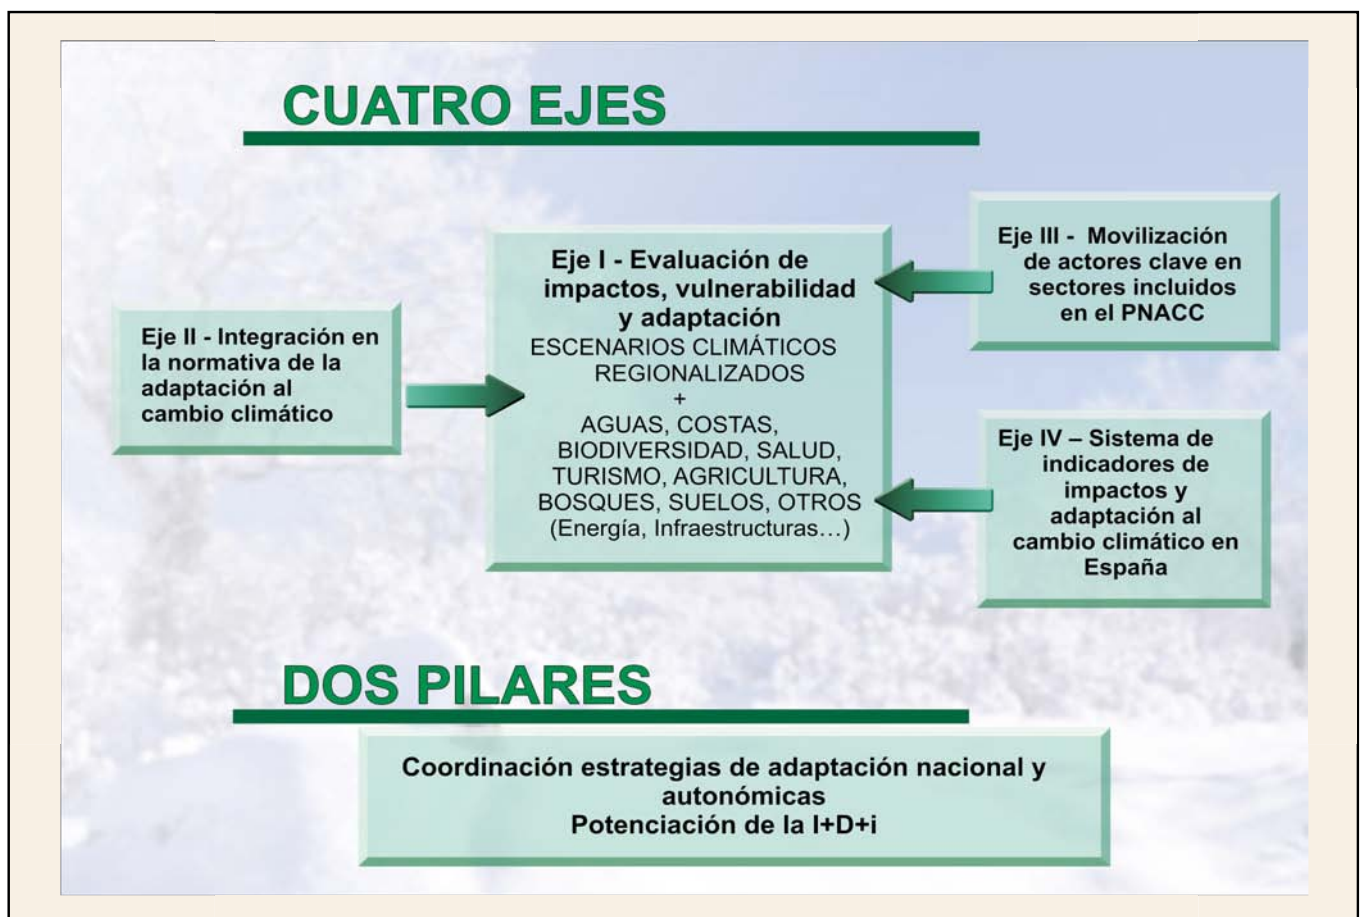 CUATRO EJES
Eje II - Integración en
la normativa de la
adaptación al
cambio climático
Eje I - Evaluación de
impactos, vulnerabilidad
y adaptación
ESCENARIOS CLIMÁTICOS
REGIONALIZADOS
+
AGUAS, COSTAS,
BIODIVERSIDAD, SALUD,
TURISMO, AGRICULTURA,
BOSQUES, SUELOS, OTROS
(Energía, Infraestructuras…)
Eje III - Movilización
de actores clave en
sectores incluidos
en el PNACC
Eje IV – Sistema de
indicadores de
impactos y
adaptación al
cambio climático en
España
DOS PILARES
Coordinación estrategias de adaptación nacional y
autonómicas
Potenciación de la I+D+i